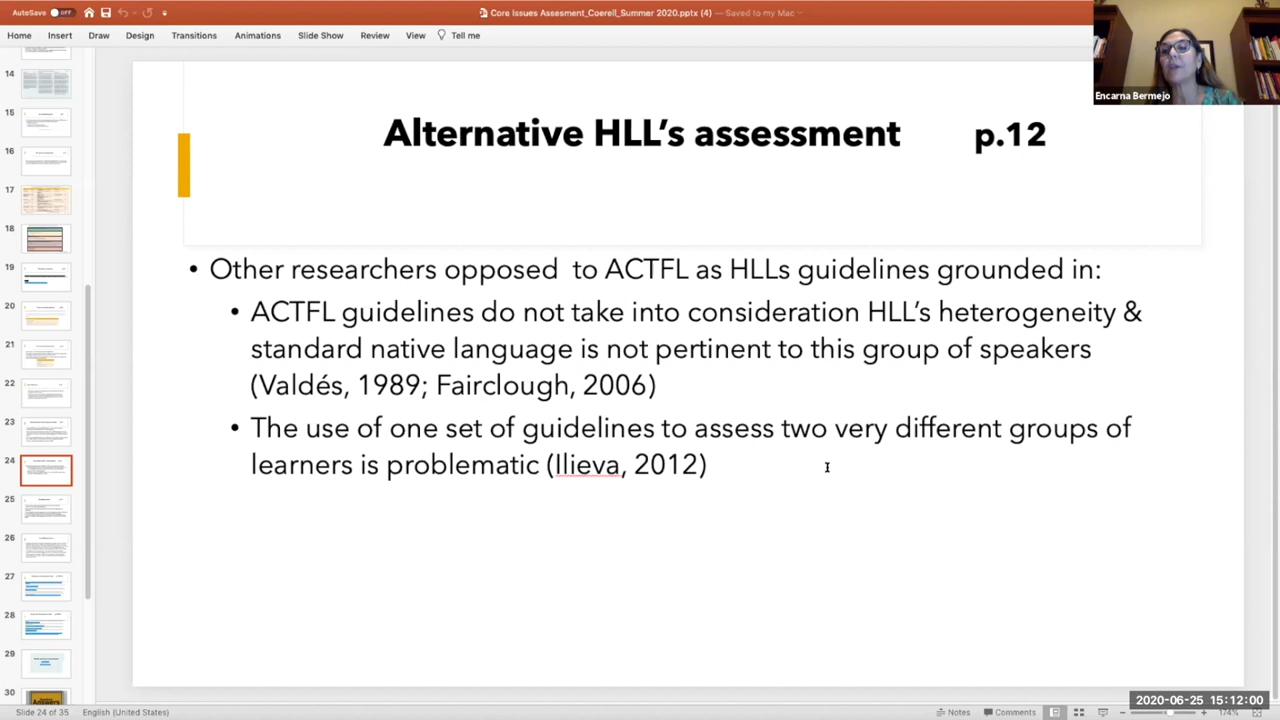 AutoSave OFF
Core Issues Assesment_Coerell_Summer 2020.pptx (4) — Saved to my Mac
Home Insert Draw Design Transitions Animations Slide Show Review View Tell me
Encarna Bermejo
Alternative HLL’s assessment p.12
• Other researchers opposed to ACTFL as HLLs guidelines grounded in:
• ACTFL guidelines do not take into consideration HLL’s heterogeneity &
standard native language is not pertinent to this group of speakers
(Valdés, 1989; Fairclough, 2006)
• The use of one set of guidelines to assess two very different groups of
learners is problematic (Ilieva, 2012)
14
15
16
17
18
19
20
21
22
23
24
25
26
27
28
29
30
Answers
2020-06-25 15:12:00
Slide 24 of 35 English (United States) Notes Comments 174%